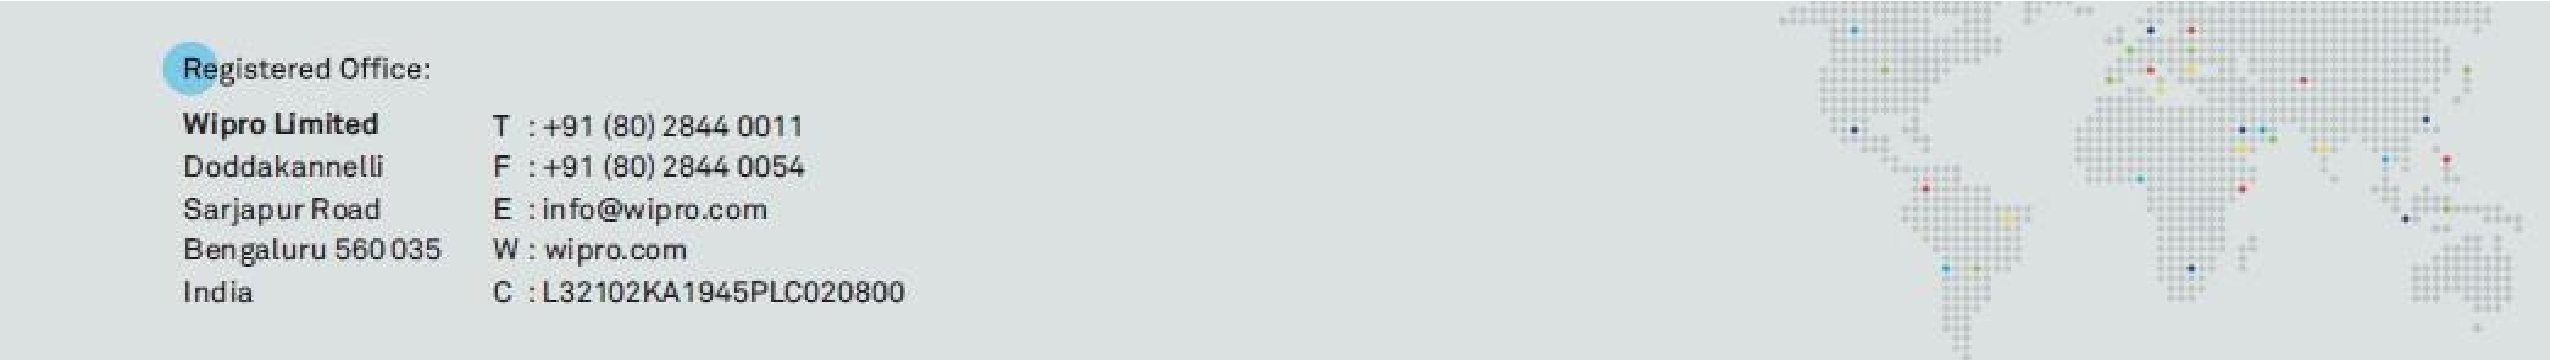 Registered Office:
Wipro Limited
Doddakannelli
Sarjapur Road
Bengaluru 560 035
India
T : +91 (80) 2844 0011
F : +91 (80) 2844 0054
E : info@wipro.com
W : wipro.com
C : L32102KA1945PLC020800